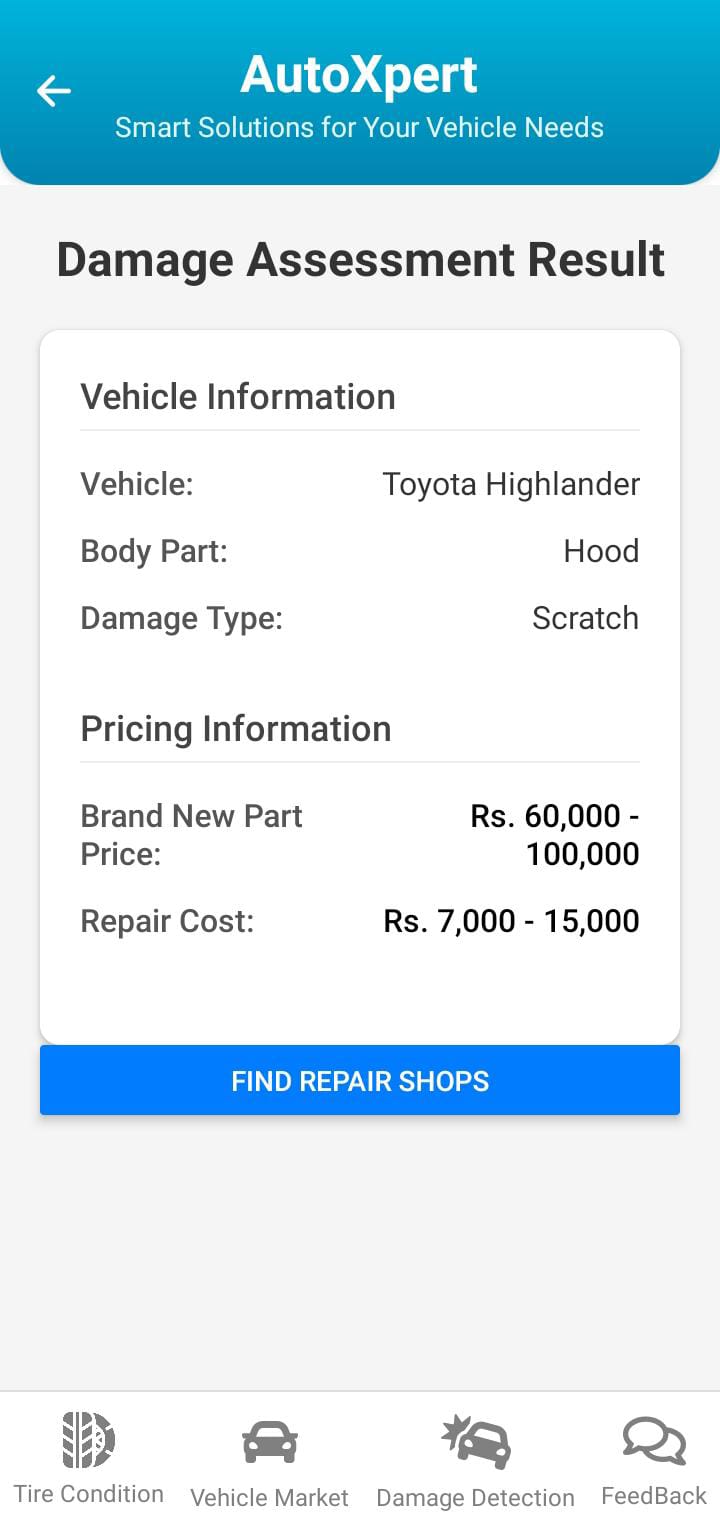 AutoXpert
Smart Solutions for Your Vehicle Needs
Damage Assessment Result
Vehicle Information
Vehicle: Toyota Highlander
Body Part: Hood
Damage Type: Scratch
Pricing Information
Brand New Part Rs. 60,000 -
Price: 100,000
Repair Cost: Rs. 7,000 - 15,000
FIND REPAIR SHOPS
Tire Condition Vehicle Market Damage Detection FeedBack